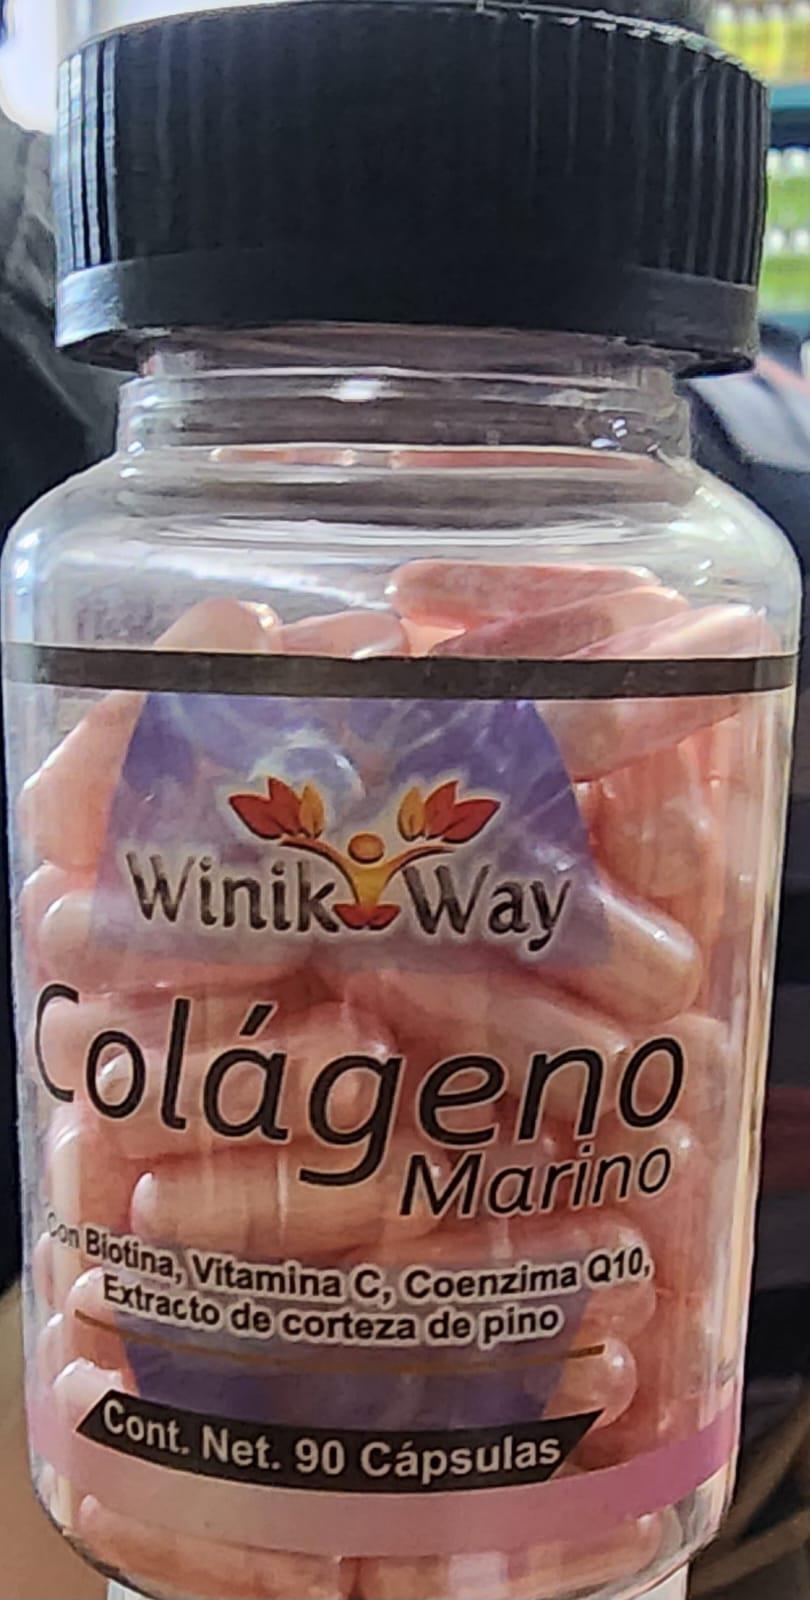 Winik Way
Colágeno
Marino
Con Biotina, Vitamina C, Coenzima Q10,
Extracto de corteza de pino
Cont. Net. 90 Cápsulas